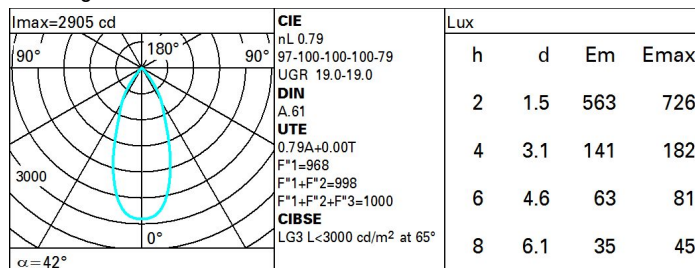 Imax=2905 cd
90°
180°
90°
3000
0°
α=42°
CIE
nL 0.79
97-100-100-100-79
UGR 19.0-19.0
DIN
A.61
UTE
0.79A+0.00T
F"1=968
F"1+F"2=998
F"1+F"2+F"3=1000
CIBSE
LG3 L<3000 cd/m² at 65°
Lux
h d Em Emax
2 1.5 563 726
4 3.1 141 182
6 4.6 63 81
8 6.1 35 45